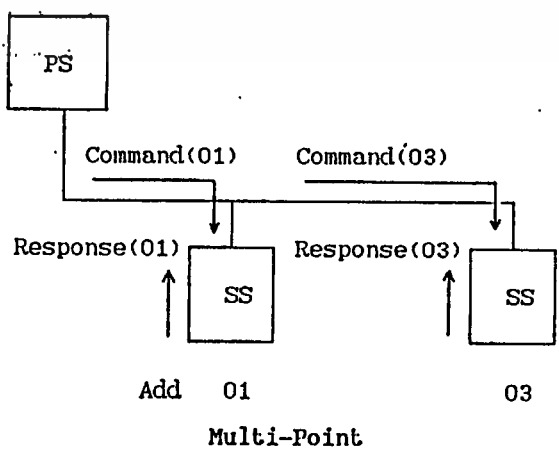 PS
Command(01) Command(03)
Response(01) Response(03)
SS SS
Add 01 03
Multi-Point